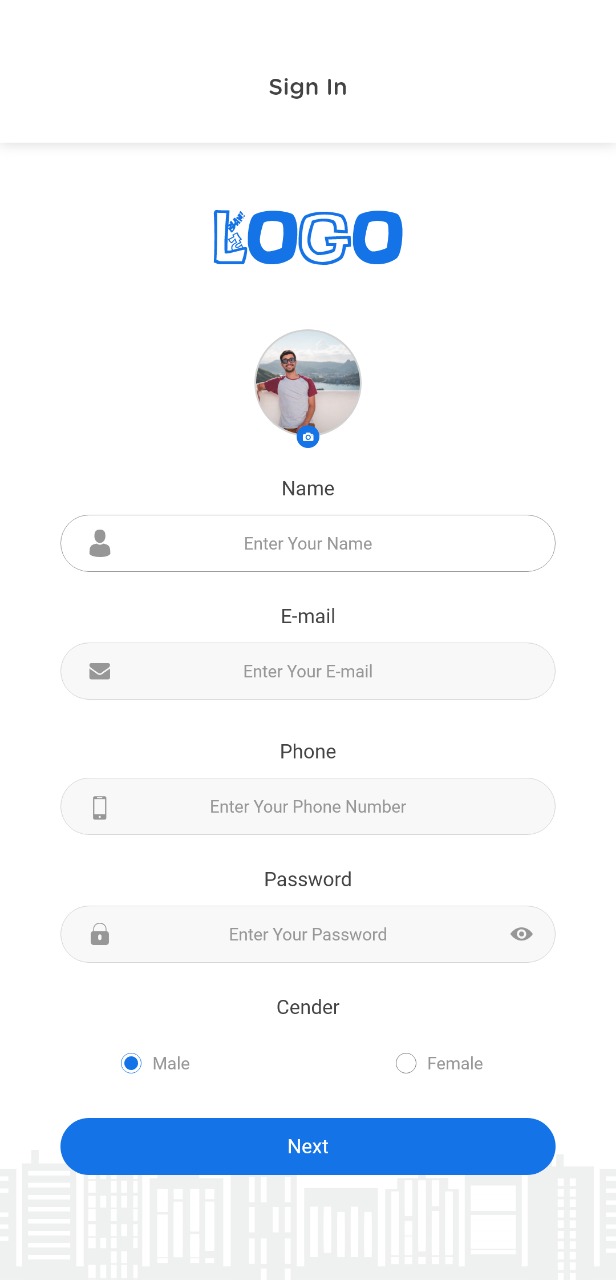 Sign In
LOGO
Name
Enter Your Name
E-mail
Enter Your E-mail
Phone
Enter Your Phone Number
Password
Enter Your Password
Cender
Male
Female
Next